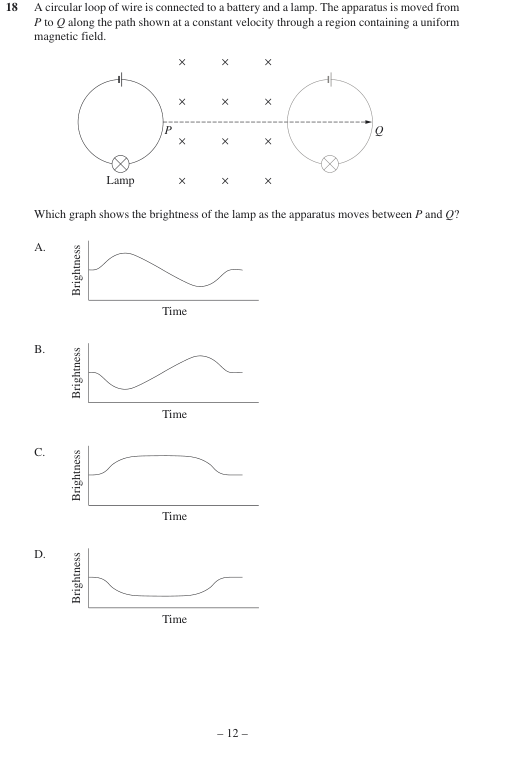 18 A circular loop of wire is connected to a battery and a lamp. The apparatus is moved from
P to Q along the path shown at a constant velocity through a region containing a uniform
magnetic field.
× × ×
× × ×
P
Q
× × ×
Lamp
× × ×
Which graph shows the brightness of the lamp as the apparatus moves between P and Q?
A.
Brightness
Time
B.
Brightness
Time
C.
Brightness
Time
D.
Brightness
Time
– 12 –